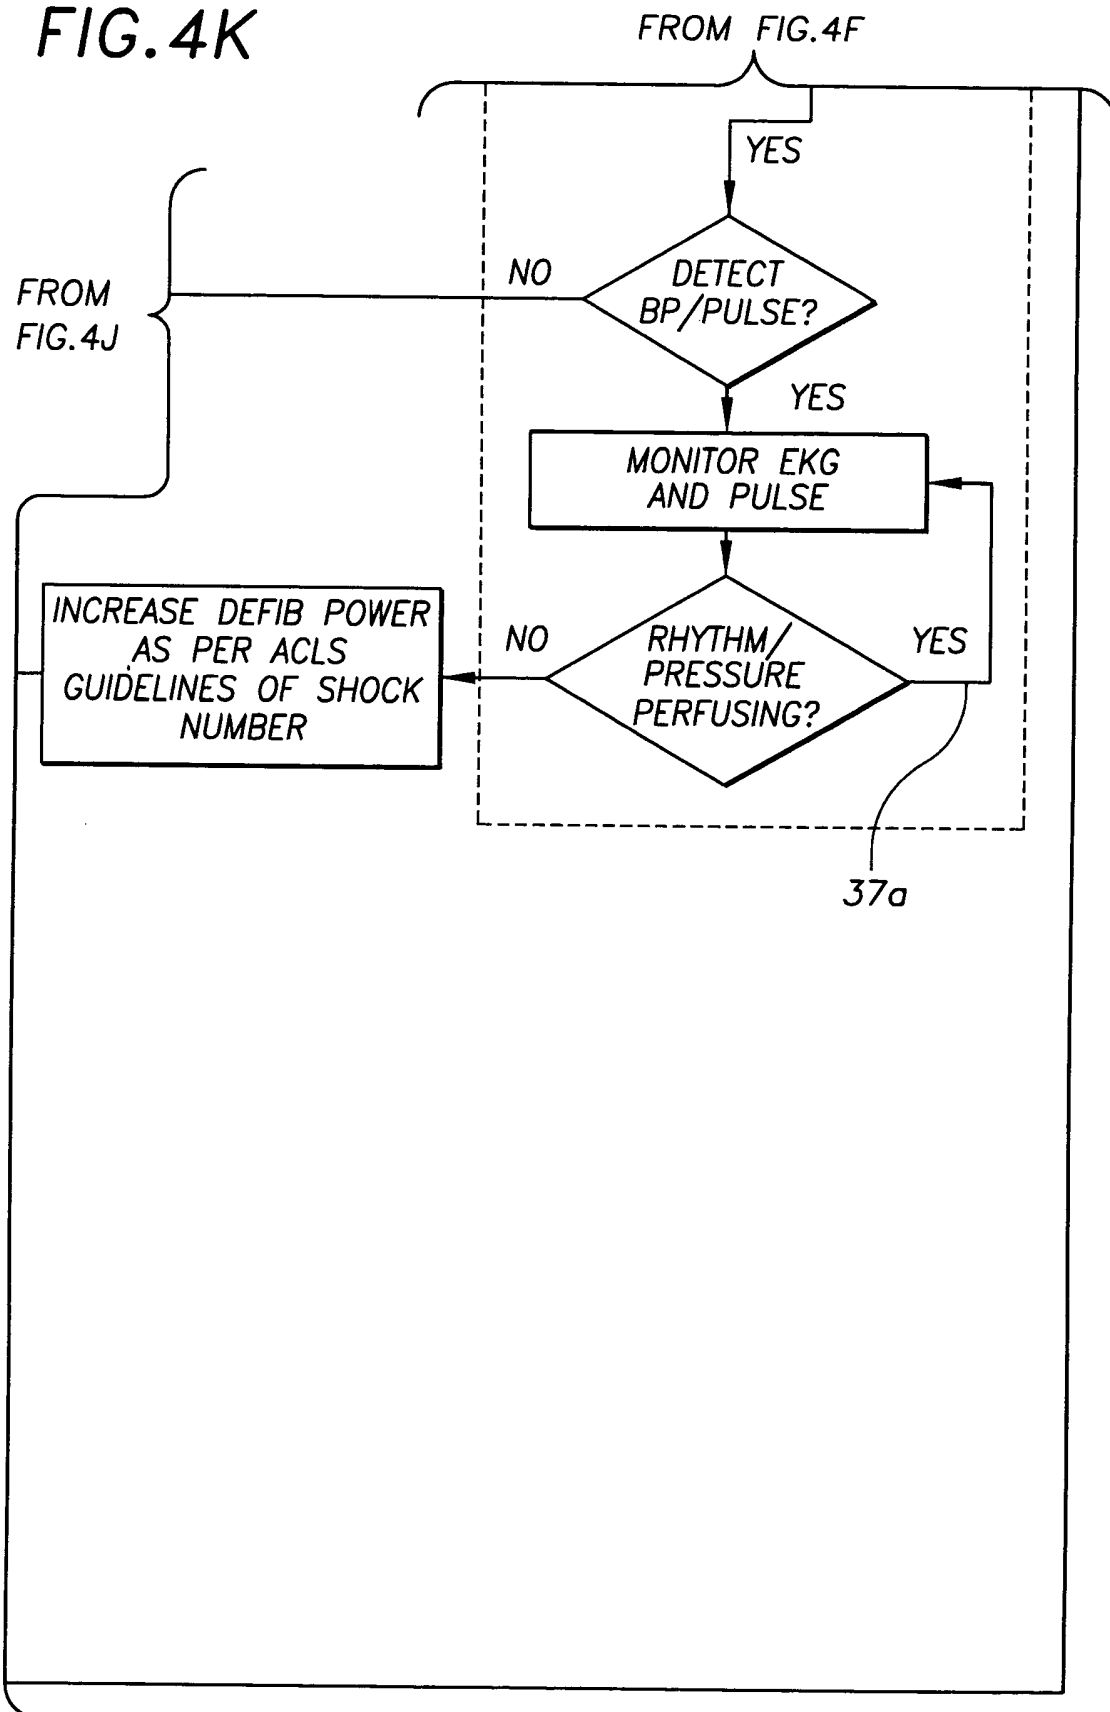 FIG.4K
FROM FIG.4F
YES
NO
DETECT
BP/PULSE?
FROM
FIG.4J
YES
MONITOR EKG
AND PULSE
INCREASE DEFIB POWER
AS PER ACLS
GUIDELINES OF SHOCK
NUMBER
NO
RHYTHM/
PRESSURE
PERFUSING?
YES
37a